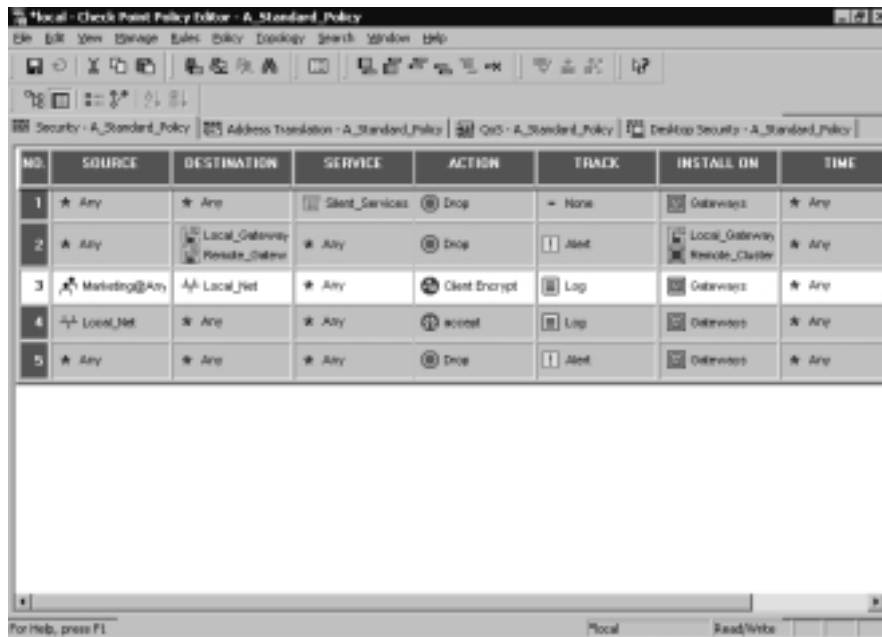 *local - Check Point Policy Editor - A_Standard_Policy
File Edit View Manage Rules Policy Topology Search Window Help
Security - A_Standard_Policy Address Translation - A_Standard_Policy QoS - A_Standard_Policy Desktop Security - A_Standard_Policy
NO. SOURCE DESTINATION SERVICE ACTION TRACK INSTALL ON TIME
1 Any Any Silent_Services Drop None Gateways Any
2 Any Local_Gateway Remote_Gatew Any Drop Alert Local_Gateway Remote_Cluster Any
3 Marketing@Any Local_Net Any Client Encrypt Log Gateways Any
4 Local_Net Any Any accept Log Gateways Any
5 Any Any Any Drop Alert Gateways Any
For Help, press F1 *local Read/Write